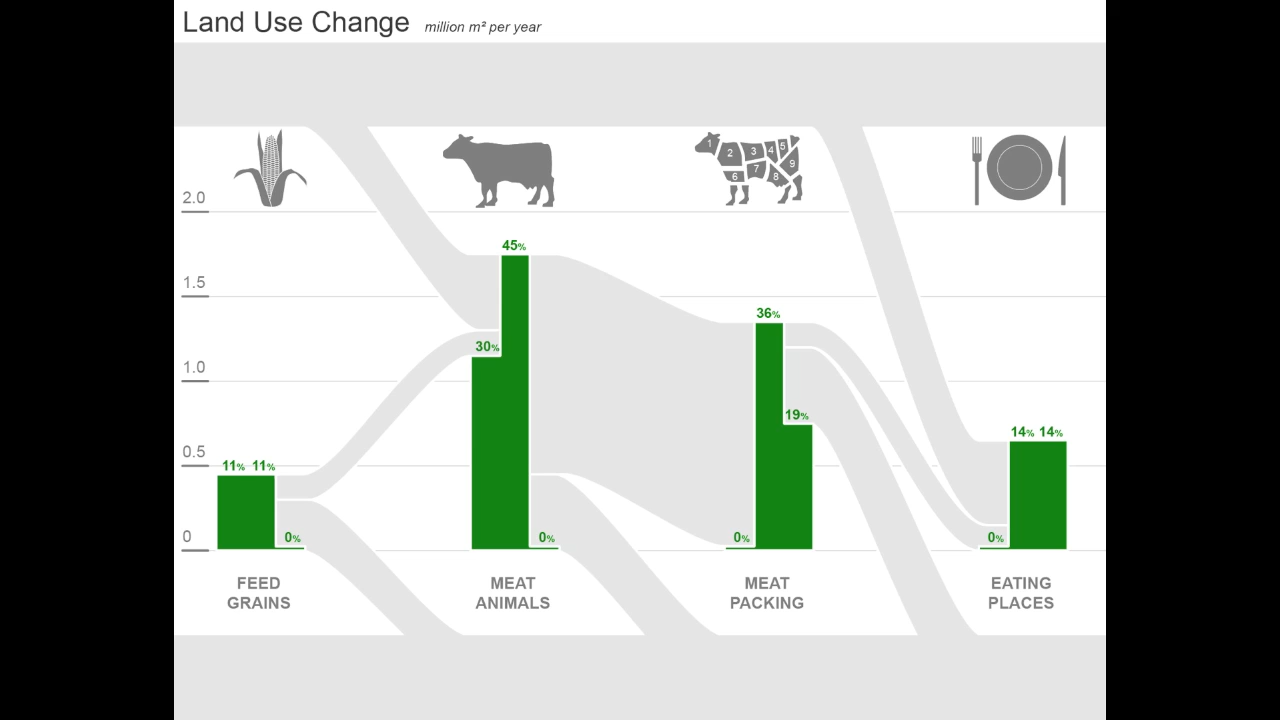 Land Use Change million m² per year
1 2 3 4 5 6 7 8 9
2.0
45%
1.5
36%
30%
1.0
19%
14% 14%
0.5
11% 11%
0
0% 0% 0% 0%
FEED GRAINS
MEAT ANIMALS
MEAT PACKING
EATING PLACES